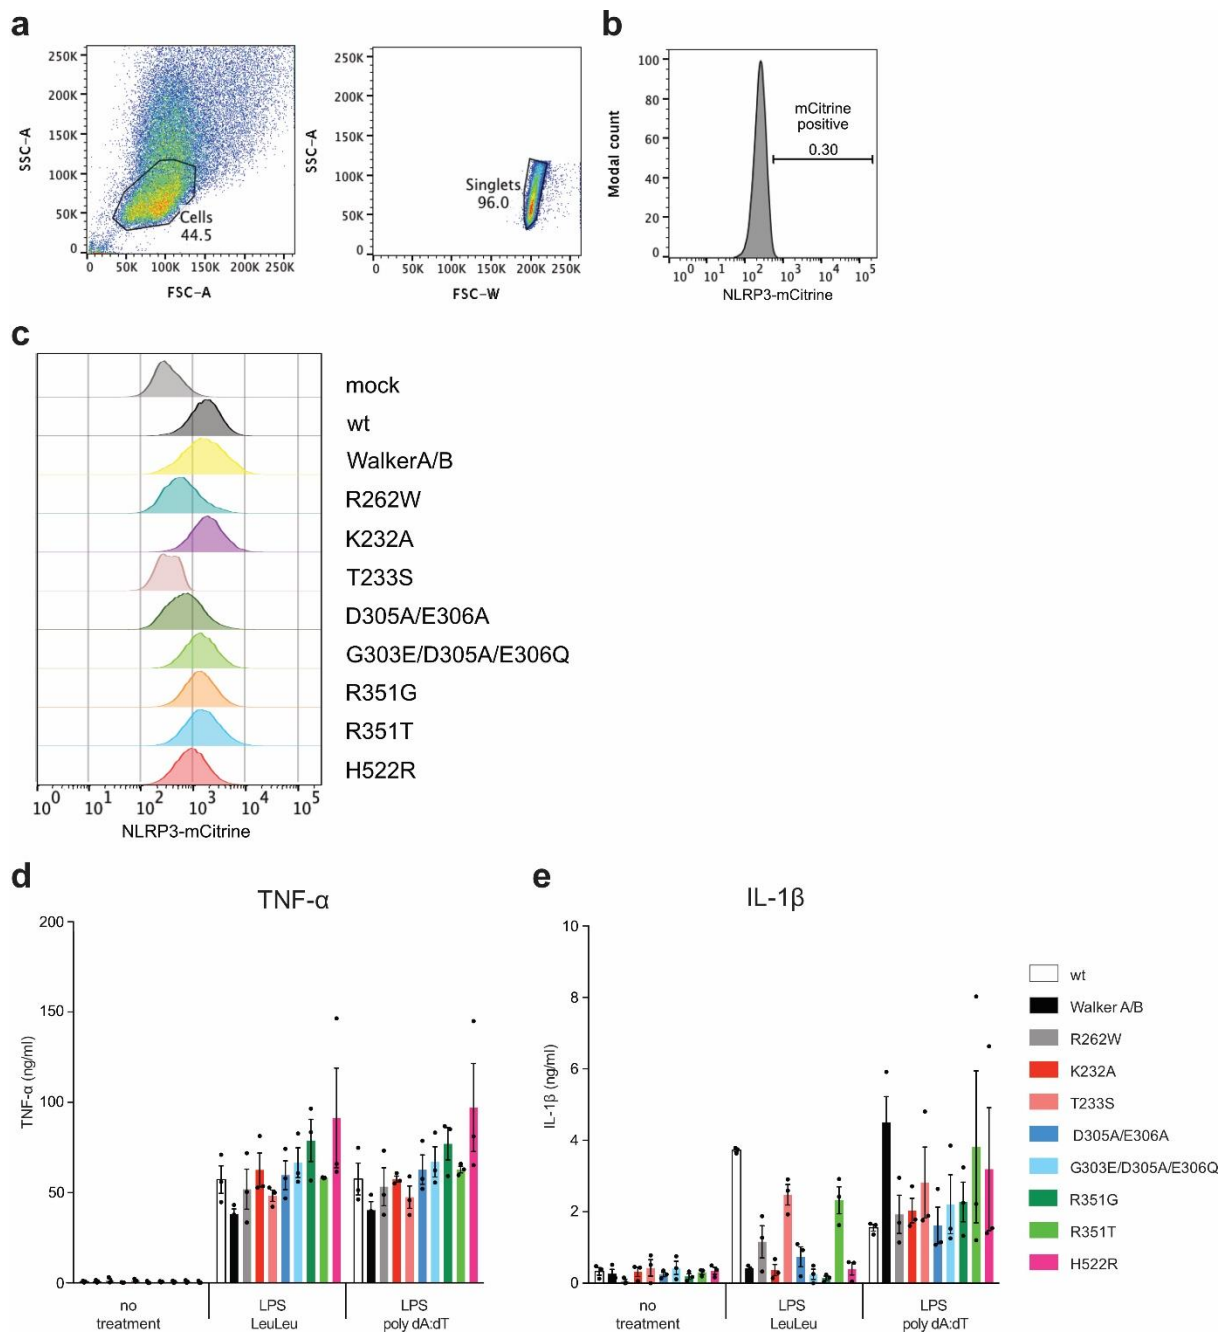 a
250K
200K
150K
100K
50K
0
SSC-A
Cells
44.5
0 50K 100K 150K 200K 250K
FSC-A
250K
200K
150K
100K
50K
0
SSC-A
Singlets
96.0
0 50K 100K 150K 200K 250K
FSC-W
b
100
80
60
40
20
0
Modal count
mCitrine
positive
0.30
10^0 10^1 10^2 10^3 10^4 10^5
NLRP3-mCitrine
c
mock
wt
WalkerA/B
R262W
K232A
T233S
D305A/E306A
G303E/D305A/E306Q
R351G
R351T
H522R
10^0 10^1 10^2 10^3 10^4 10^5
NLRP3-mCitrine
d
TNF-α
200
150
100
50
0
TNF-α (ng/ml)
no
treatment
LPS
LeuLeu
LPS
poly dA:dT
e
IL-1β
10
8
6
4
2
0
IL-1β (ng/ml)
no
treatment
LPS
LeuLeu
LPS
poly dA:dT
wt
Walker A/B
R262W
K232A
T233S
D305A/E306A
G303E/D305A/E306Q
R351G
R351T
H522R